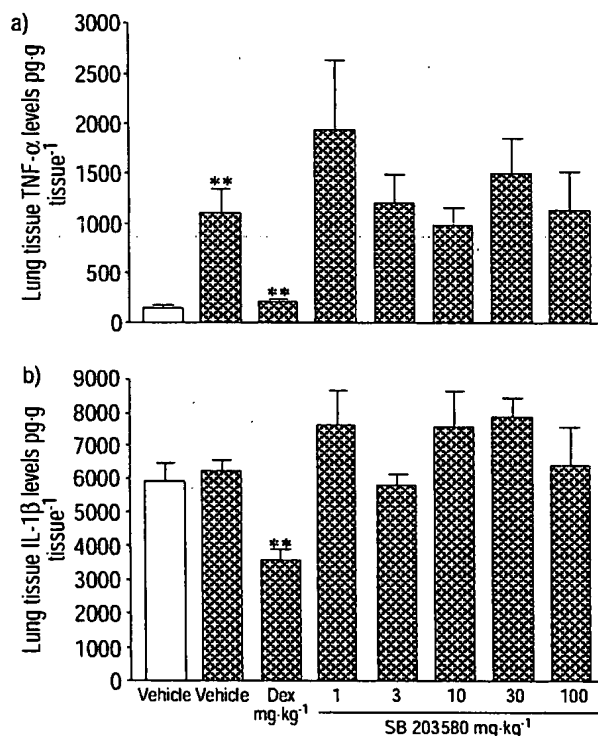 a)
Lung tissue TNF-α levels pg·g
tissue⁻¹
3000
2500
2000
1500
1000
500
0
**
**
b)
Lung tissue IL-1β levels pg·g
tissue⁻¹
9000
8000
7000
6000
5000
4000
3000
2000
1000
0
**
Vehicle Vehicle Dex 1 3 10 30 100
mg·kg⁻¹
SB 203580 mg·kg⁻¹